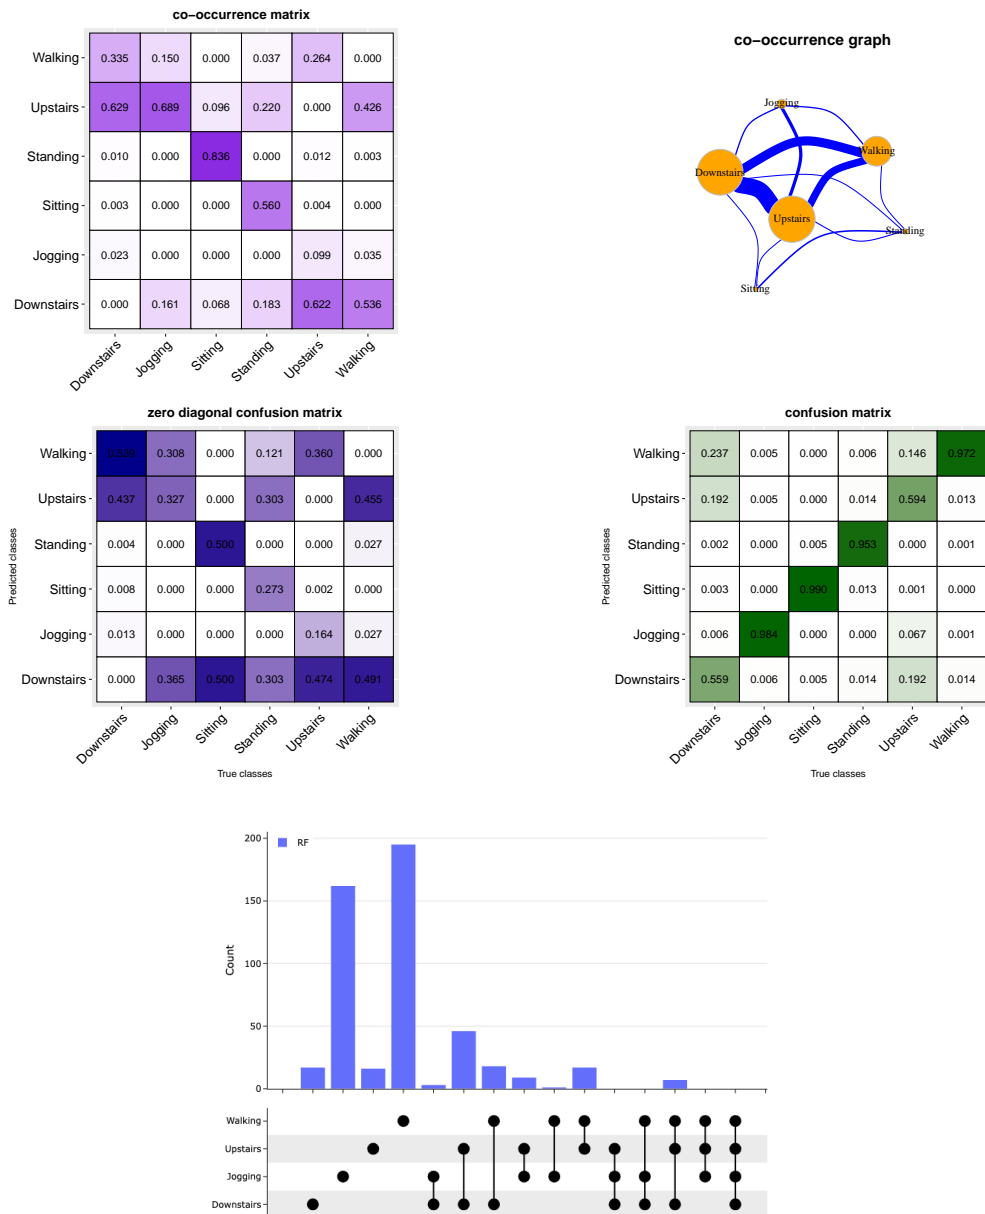 co−occurrence matrix
Walking 0.335 0.150 0.000 0.037 0.264 0.000
Upstairs 0.629 0.689 0.096 0.220 0.000 0.426
Standing 0.010 0.000 0.836 0.000 0.012 0.003
Sitting 0.003 0.000 0.000 0.560 0.004 0.000
Jogging 0.023 0.000 0.000 0.000 0.099 0.035
Downstairs 0.000 0.161 0.068 0.183 0.622 0.536
Downstairs Jogging Sitting Standing Upstairs Walking
co−occurrence graph
Jogging
Walking
Downstairs
Upstairs
Standing
Sitting
zero diagonal confusion matrix
Predicted classes
Walking 0.308 0.000 0.121 0.360 0.000
Upstairs 0.437 0.327 0.000 0.303 0.000 0.455
Standing 0.004 0.000 0.500 0.000 0.000 0.027
Sitting 0.008 0.000 0.000 0.273 0.002 0.000
Jogging 0.013 0.000 0.000 0.000 0.164 0.027
Downstairs 0.000 0.365 0.500 0.303 0.474 0.491
Downstairs Jogging Sitting Standing Upstairs Walking
True classes
confusion matrix
Predicted classes
Walking 0.237 0.005 0.000 0.006 0.146 0.972
Upstairs 0.192 0.005 0.000 0.014 0.594 0.013
Standing 0.002 0.000 0.005 0.953 0.000 0.001
Sitting 0.003 0.000 0.990 0.013 0.001 0.000
Jogging 0.006 0.984 0.000 0.000 0.067 0.001
Downstairs 0.559 0.006 0.005 0.014 0.192 0.014
Downstairs Jogging Sitting Standing Upstairs Walking
True classes
RF
Count
200
150
100
50
0
Walking
Upstairs
Jogging
Downstairs